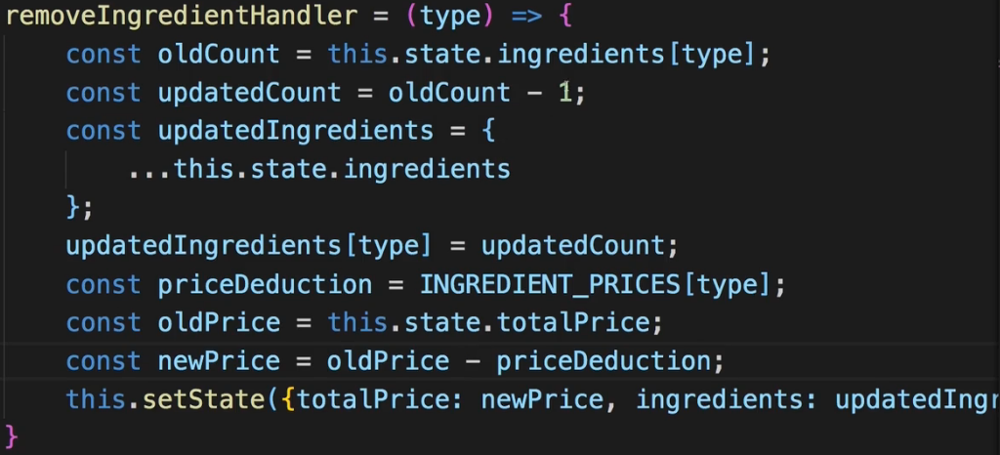 removeIngredientHandler = (type) => {
    const oldCount = this.state.ingredients[type];
    const updatedCount = oldCount - 1;
    const updatedIngredients = {
        ...this.state.ingredients
    };
    updatedIngredients[type] = updatedCount;
    const priceDeduction = INGREDIENT_PRICES[type];
    const oldPrice = this.state.totalPrice;
    const newPrice = oldPrice - priceDeduction;
    this.setState({totalPrice: newPrice, ingredients: updatedIngr
}